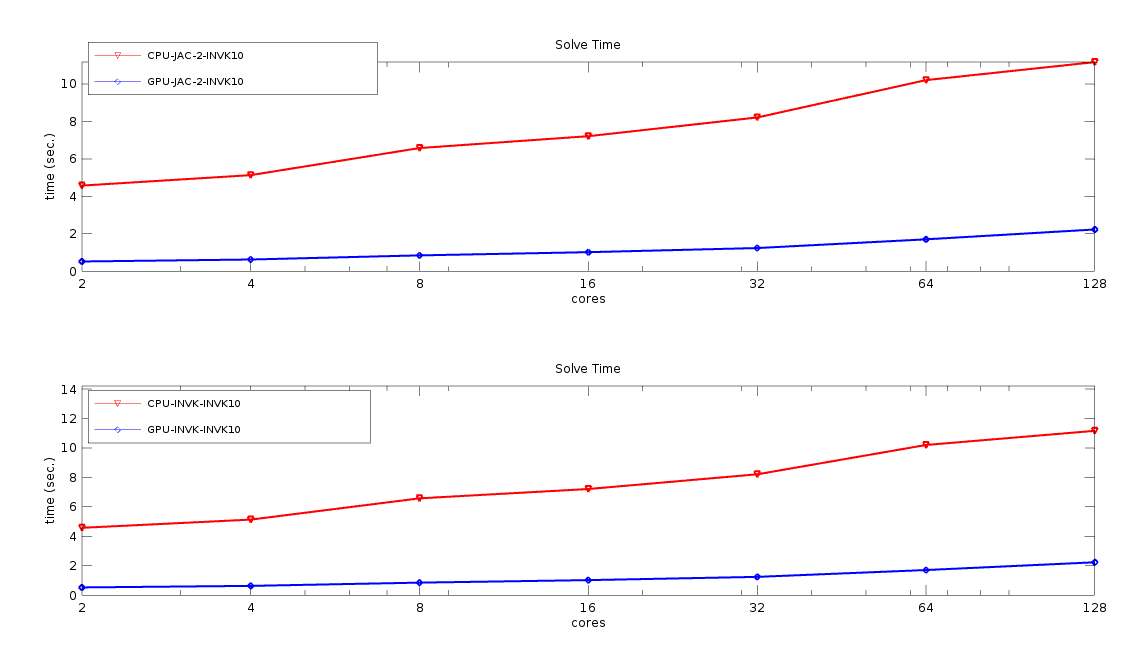 Solve Time
CPU-JAC-2-INVK10
GPU-JAC-2-INVK10
10
8
6
4
2
0
time (sec.)
2 4 8 16 32 64 128
cores
Solve Time
CPU-INVK-INVK10
GPU-INVK-INVK10
14
12
10
8
6
4
2
0
time (sec.)
2 4 8 16 32 64 128
cores